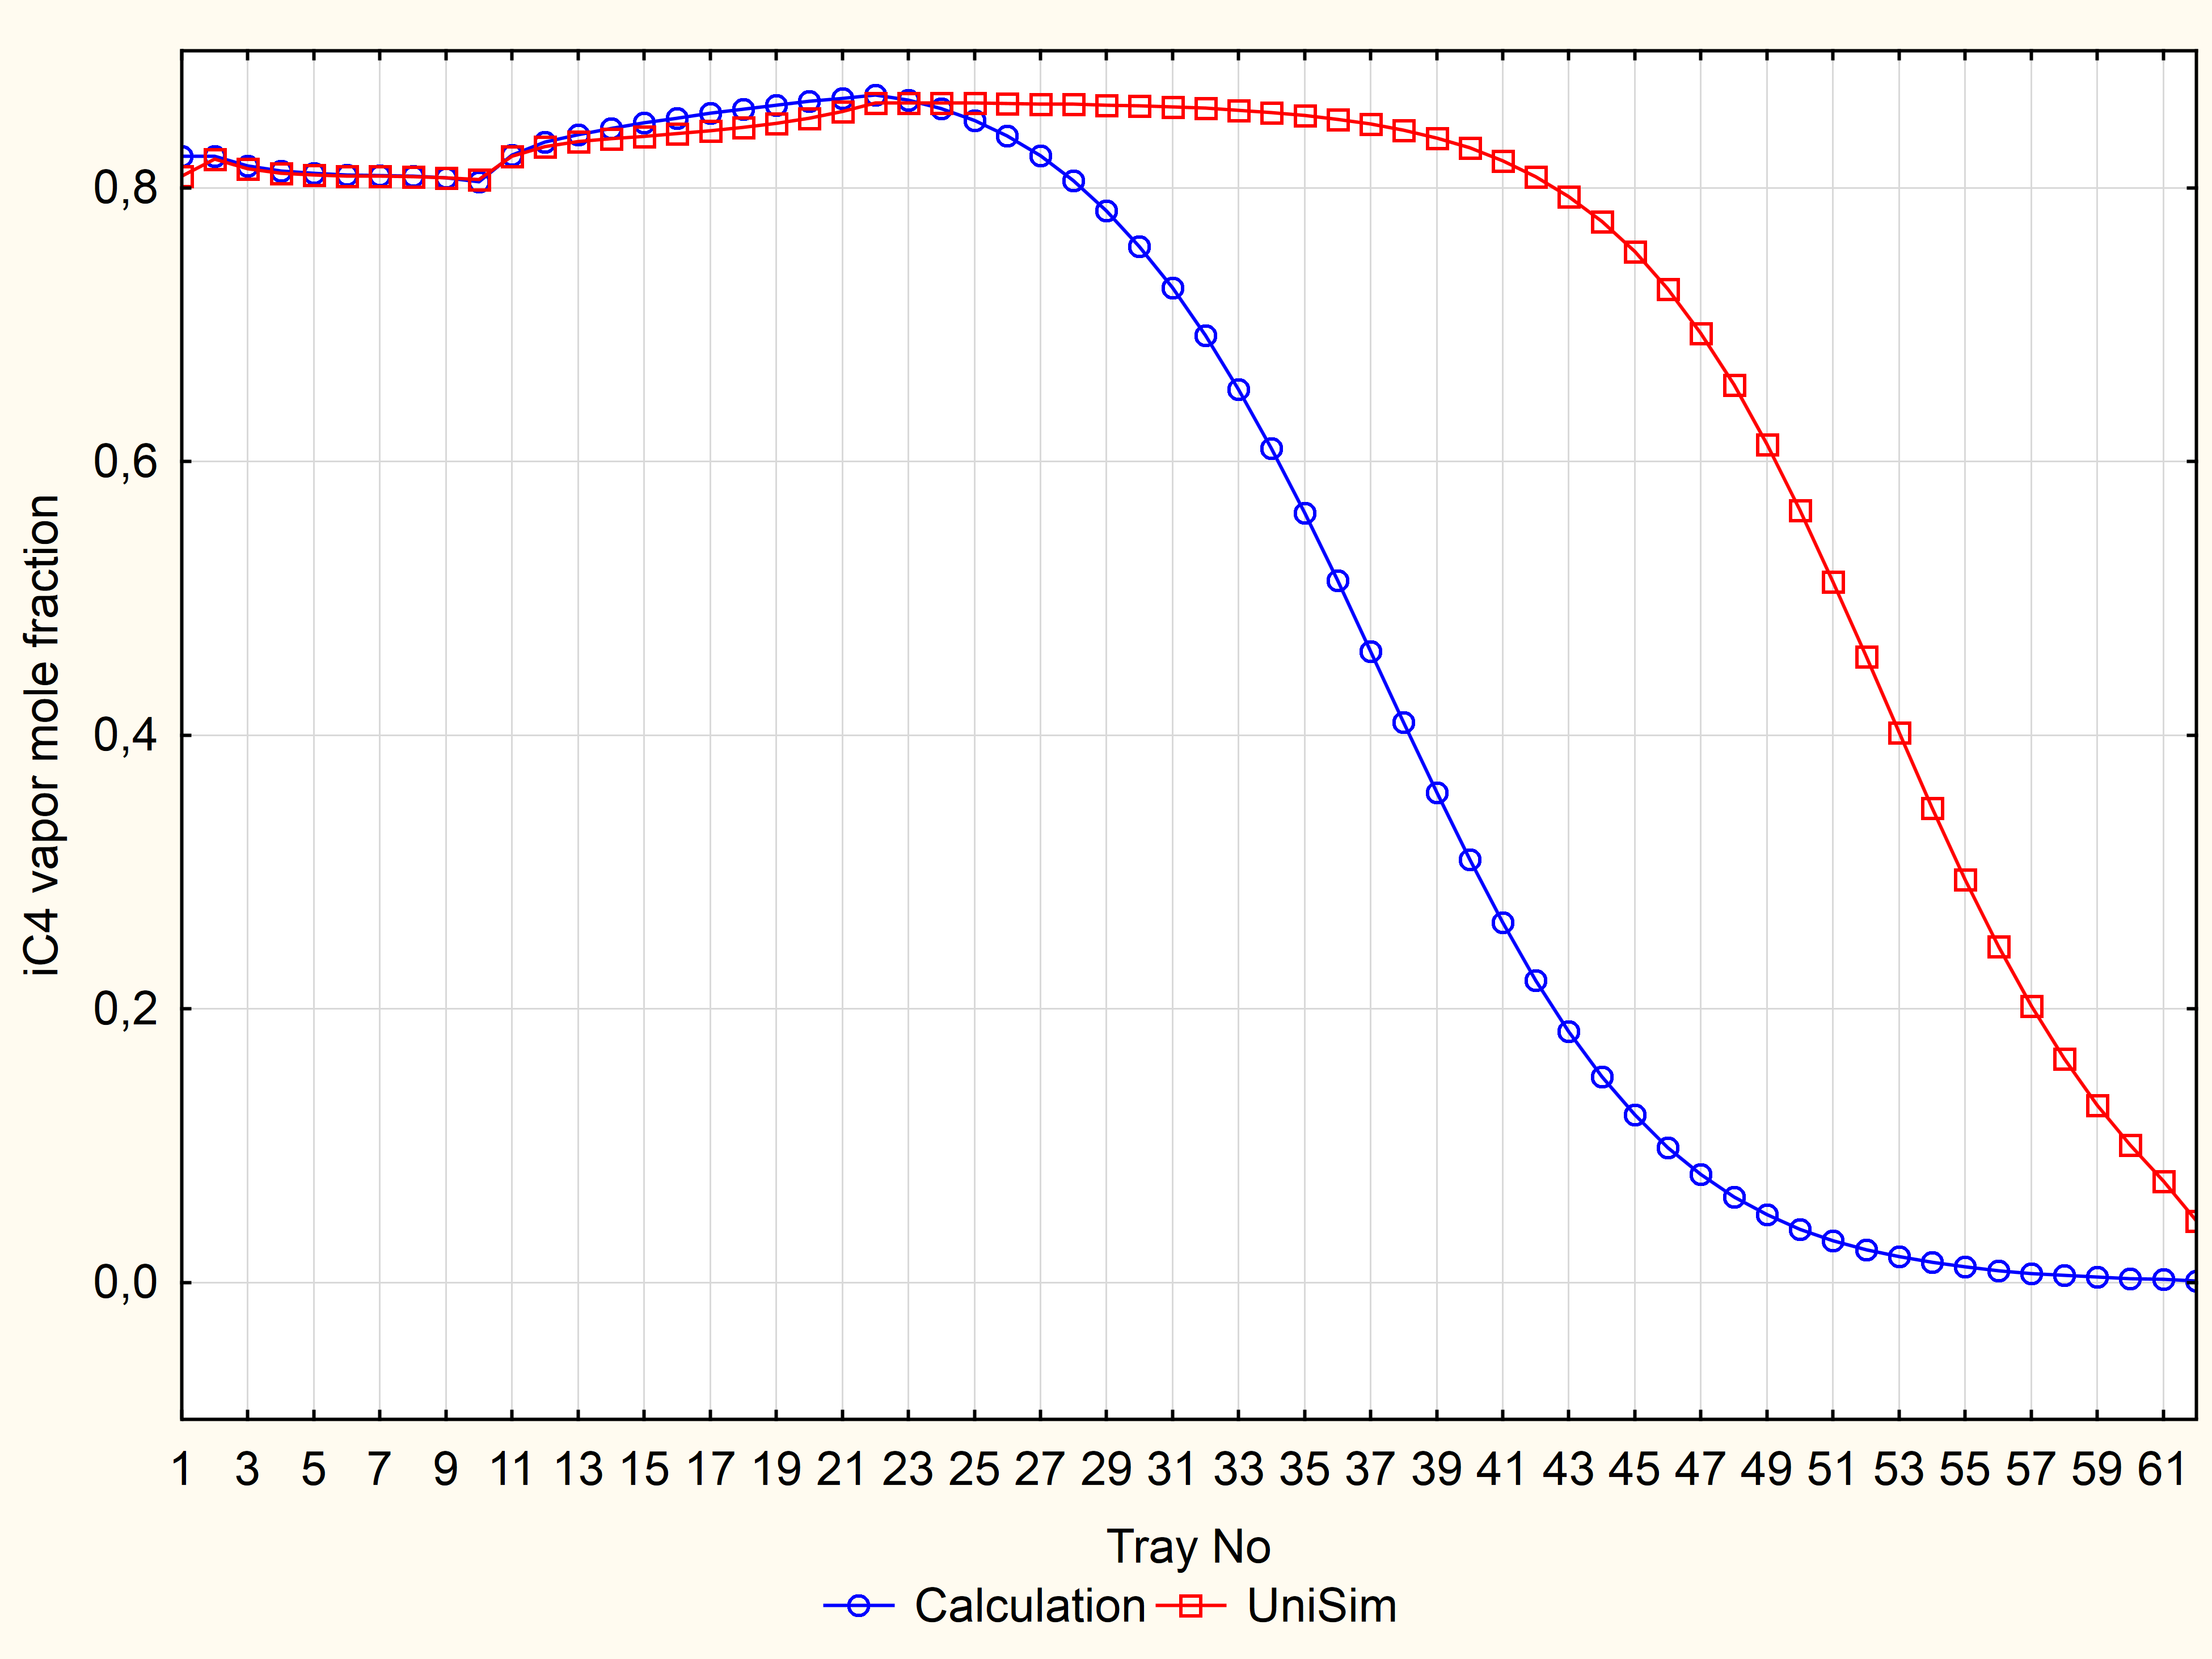 iC4 vapor mole fraction
0,8
0,6
0,4
0,2
0,0
1 3 5 7 9 11 13 15 17 19 21 23 25 27 29 31 33 35 37 39 41 43 45 47 49 51 53 55 57 59 61
Tray No
Calculation UniSim